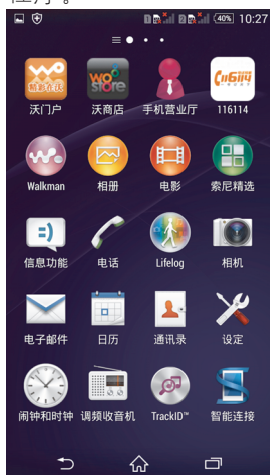 1 2 40% 10:27
沃门户 沃商店 手机营业厅 116114
Walkman 相册 电影 索尼精选
信息功能 电话 Lifelog 相机
电子邮件 日历 通讯录 设定
闹钟和时钟 调频收音机 TrackID™ 智能连接